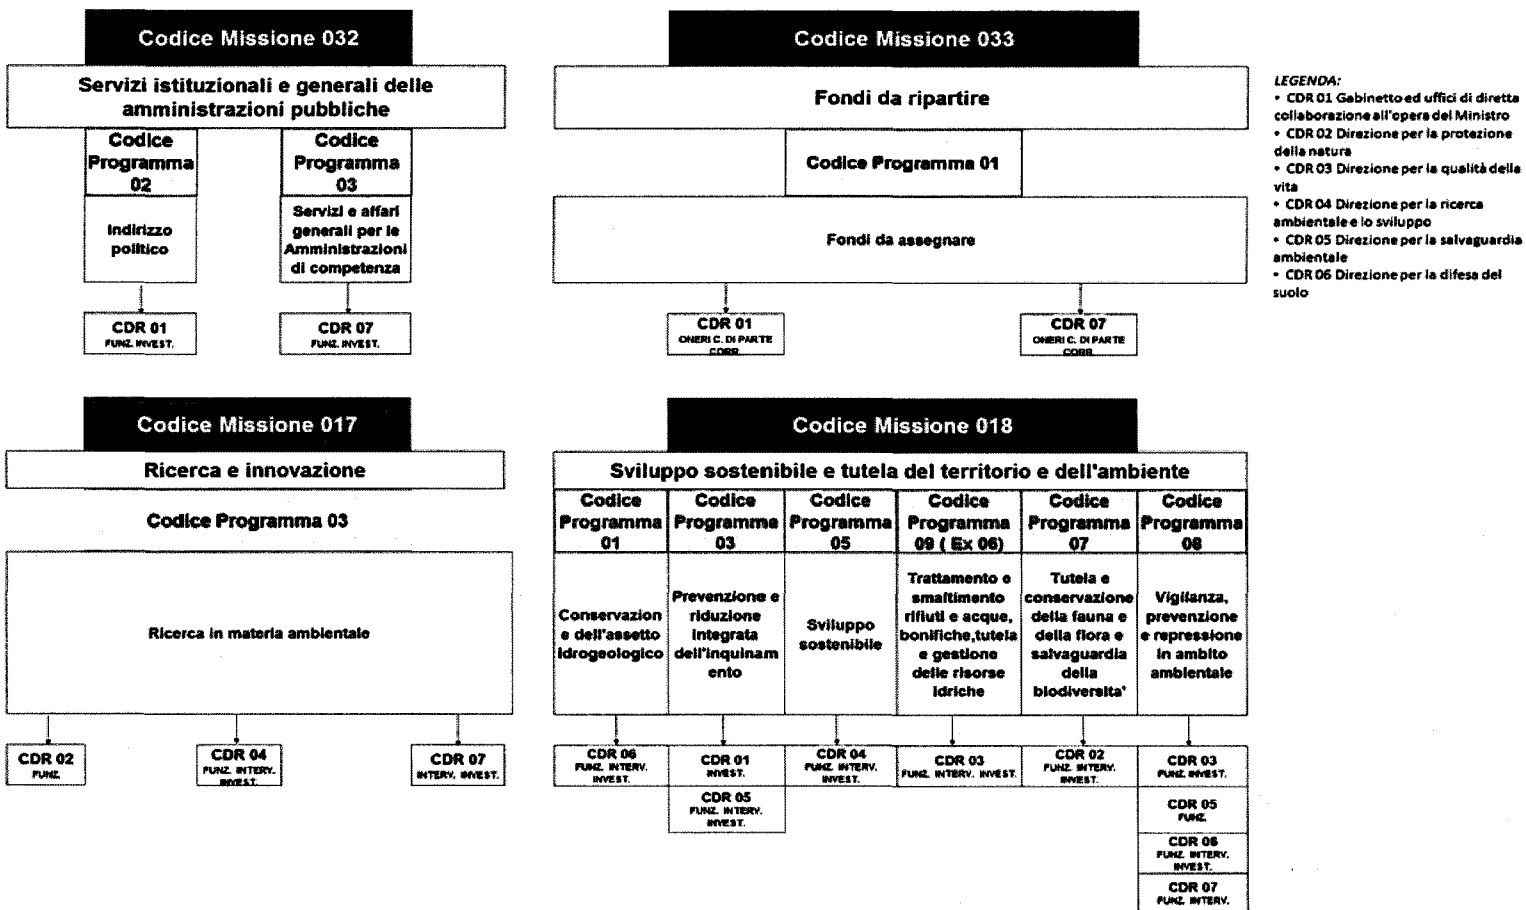 Codice Missione 032
Servizi istituzionali e generali delle
amministrazioni pubbliche
Codice
Programma
02
Codice
Programma
03
Indirizzo
politico
Servizi e affari
generali per le
Amministrazioni
di competenza
CDR 01
FUNZ. INVEST.
CDR 07
FUNZ. INVEST.
Codice Missione 033
Fondi da ripartire
Codice Programma 01
Fondi da assegnare
CDR 01
ONERI C. DI PARTE
CORR.
CDR 07
ONERI C. DI PARTE
CORR.
LEGENDA:
• CDR 01 Gabinetto ed uffici di diretta
collaborazione all'opera del Ministro
• CDR 02 Direzione per la protezione
della natura
• CDR 03 Direzione per la qualità della
vita
• CDR 04 Direzione per la ricerca
ambientale e lo sviluppo
• CDR 05 Direzione per la salvaguardia
ambientale
• CDR 06 Direzione per la difesa del
suolo
Codice Missione 017
Ricerca e innovazione
Codice Programma 03
Ricerca in materia ambientale
CDR 02
FUNZ.
CDR 04
FUNZ. INTERV.
INVEST.
CDR 07
INTERV. INVEST.
Codice Missione 018
Sviluppo sostenibile e tutela del territorio e dell'ambiente
Codice
Programma
01
Codice
Programma
03
Codice
Programma
05
Codice
Programma
09 ( Ex 06)
Codice
Programma
07
Codice
Programma
08
Conservazion
e dell'assetto
idrogeologico
Prevenzione e
riduzione
integrata
dell'inquinam
ento
Sviluppo
sostenibile
Trattamento e
smaltimento
rifiuti e acque,
bonifiche,tutela
e gestione
delle risorse
idriche
Tutela e
conservazione
della fauna e
della flora e
salvaguardia
della
biodiversita'
Vigilanza,
prevenzione
e repressione
in ambito
ambientale
CDR 06
FUNZ. INTERV.
INVEST.
CDR 01
INVEST.
CDR 05
FUNZ. INTERV.
INVEST.
CDR 04
FUNZ. INTERV.
INVEST.
CDR 03
FUNZ. INTERV. INVEST.
CDR 02
FUNZ. INTERV.
INVEST.
CDR 03
FUNZ. INVEST.
CDR 05
FUNZ.
CDR 06
FUNZ. INTERV.
INVEST.
CDR 07
FUNZ. INTERV.